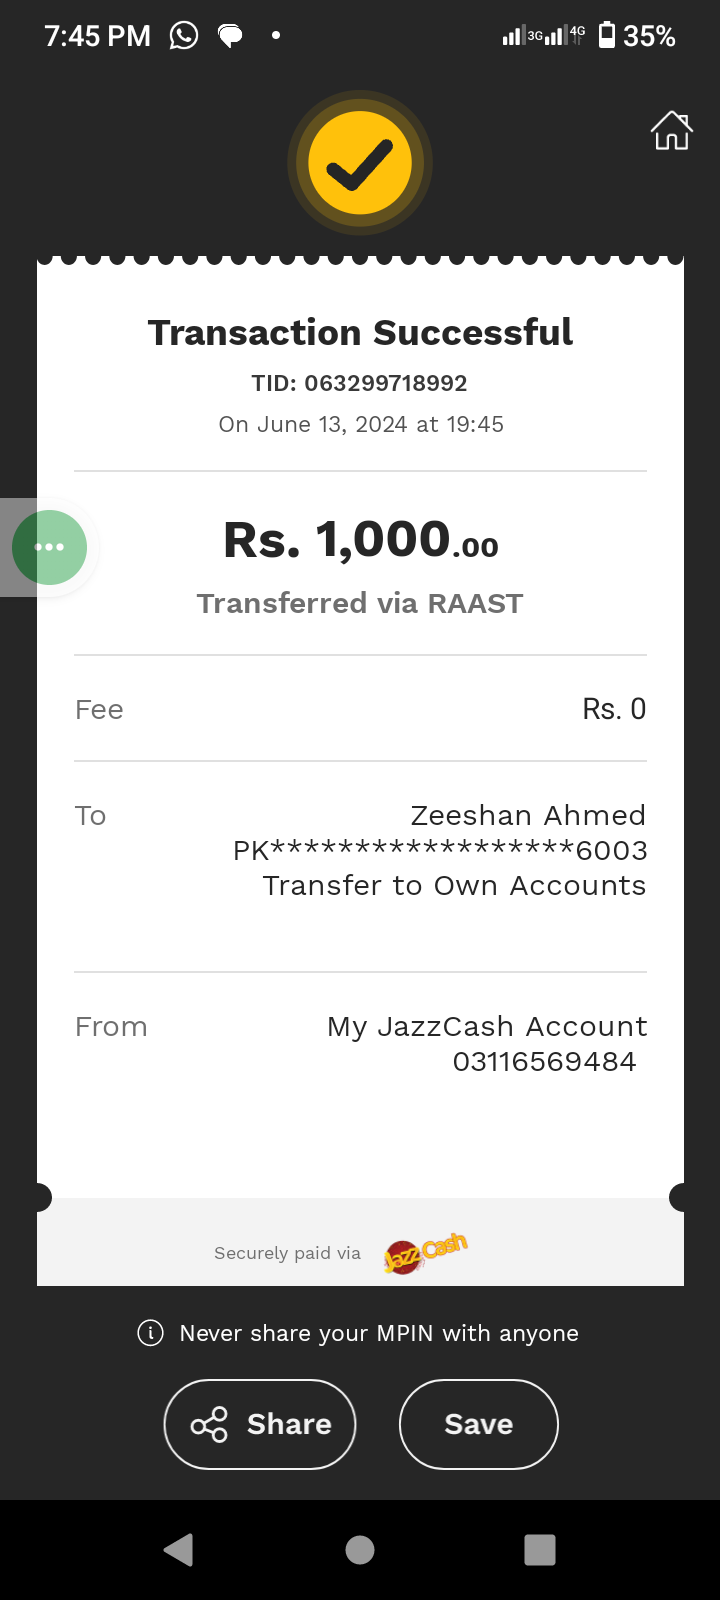 7:45 PM 3G 4G 35%
Transaction Successful
TID: 063299718992
On June 13, 2024 at 19:45
Rs. 1,000.00
Transferred via RAAST
Fee Rs. 0
To Zeeshan Ahmed
PK******************6003
Transfer to Own Accounts
From My JazzCash Account
03116569484
Securely paid via JazzCash
Never share your MPIN with anyone
Share Save